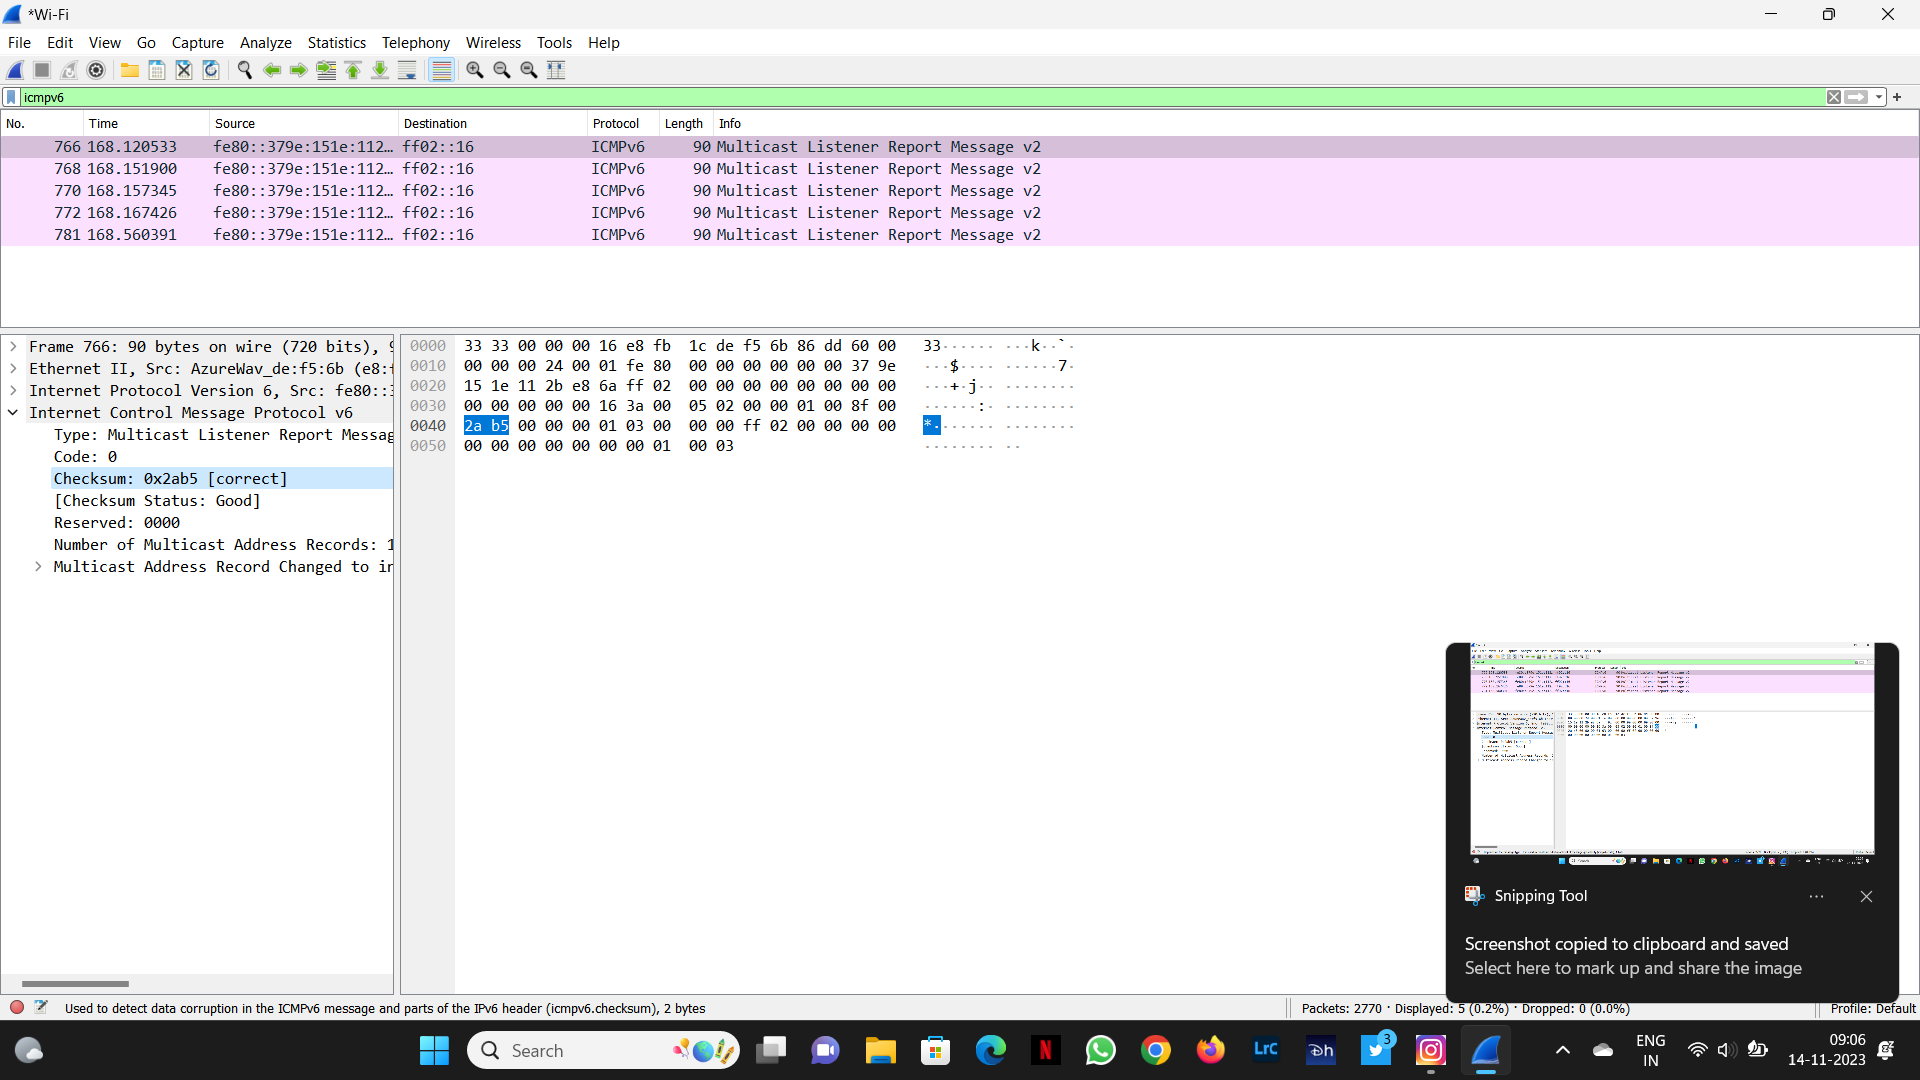 *Wi-Fi
File Edit View Go Capture Analyze Statistics Telephony Wireless Tools Help
icmpv6
No. Time Source Destination Protocol Length Info
766 168.120533 fe80::379e:151e:112… ff02::16 ICMPv6 90 Multicast Listener Report Message v2
768 168.151900 fe80::379e:151e:112… ff02::16 ICMPv6 90 Multicast Listener Report Message v2
770 168.157345 fe80::379e:151e:112… ff02::16 ICMPv6 90 Multicast Listener Report Message v2
772 168.167426 fe80::379e:151e:112… ff02::16 ICMPv6 90 Multicast Listener Report Message v2
781 168.560391 fe80::379e:151e:112… ff02::16 ICMPv6 90 Multicast Listener Report Message v2
Frame 766: 90 bytes on wire (720 bits), 9
Ethernet II, Src: AzureWav_de:f5:6b (e8:f
Internet Protocol Version 6, Src: fe80::3
Internet Control Message Protocol v6
Type: Multicast Listener Report Messag
Code: 0
Checksum: 0x2ab5 [correct]
[Checksum Status: Good]
Reserved: 0000
Number of Multicast Address Records: 1
Multicast Address Record Changed to in
0000 33 33 00 00 00 16 e8 fb 1c de f5 6b 86 dd 60 00 33······ ···k··`·
0010 00 00 00 24 00 01 fe 80 00 00 00 00 00 00 37 9e ···$···· ······7·
0020 15 1e 11 2b e8 6a ff 02 00 00 00 00 00 00 00 00 ···+·j·· ········
0030 00 00 00 00 00 16 3a 00 05 02 00 00 01 00 8f 00 ······:· ········
0040 2a b5 00 00 00 01 03 00 00 00 ff 02 00 00 00 00 *······· ········
0050 00 00 00 00 00 00 00 01 00 03 ········ ··
Snipping Tool
Screenshot copied to clipboard and saved
Select here to mark up and share the image
Used to detect data corruption in the ICMPv6 message and parts of the IPv6 header (icmpv6.checksum), 2 bytes
Packets: 2770 · Displayed: 5 (0.2%) · Dropped: 0 (0.0%)
Profile: Default
Search
N
LrC
Dh
3
ENG
IN
09:06
14-11-2023